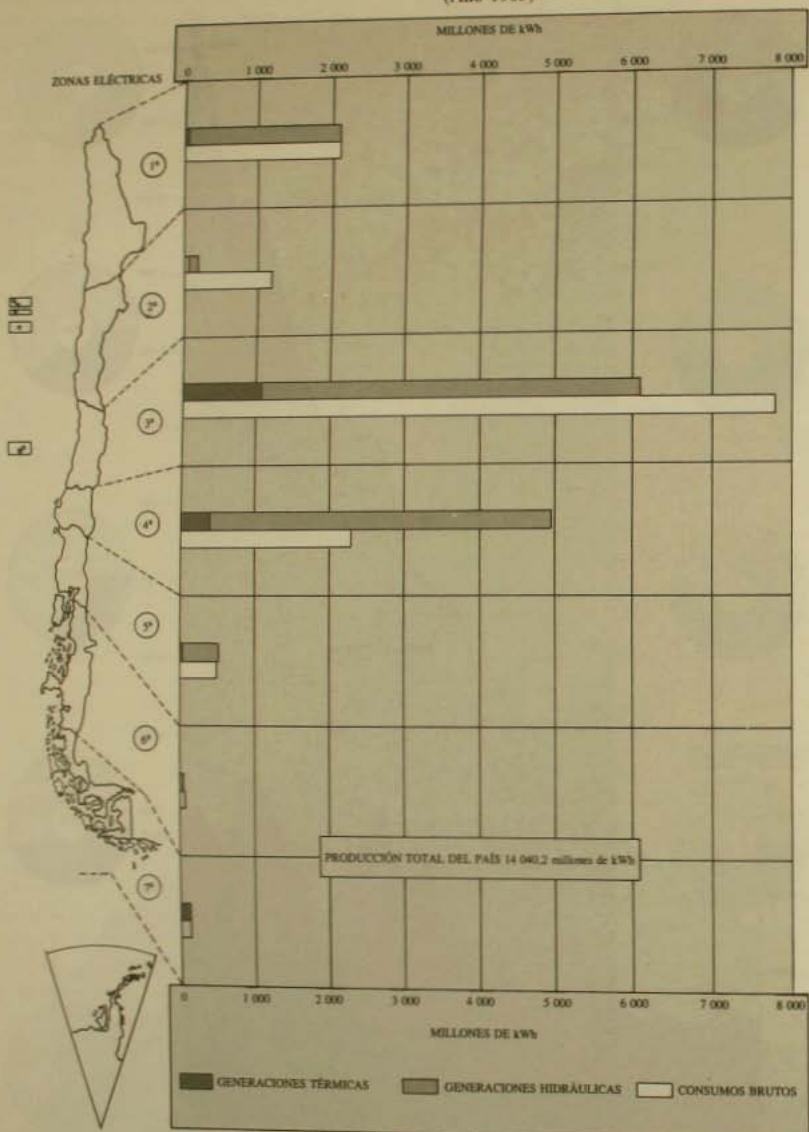 MILLONES DE kWh
ZONAS ELÉCTRICAS
0 1 000 2 000 3 000 4 000 5 000 6 000 7 000 8 000
1ª
2ª
3ª
4ª
5ª
6ª
PRODUCCIÓN TOTAL DEL PAÍS 14 040,2 millones de kWh
7ª
0 1 000 2 000 3 000 4 000 5 000 6 000 7 000 8 000
MILLONES DE kWh
GENERACIONES TÉRMICAS GENERACIONES HIDRÁULICAS CONSUMOS BRUTOS